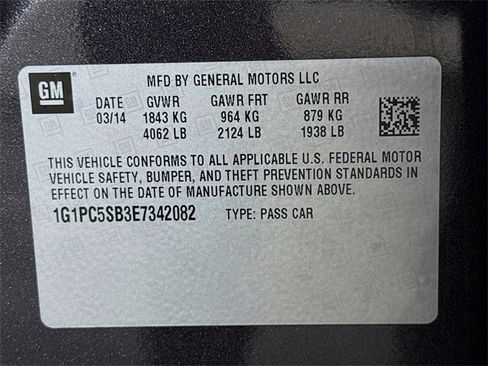 GM
MFD BY GENERAL MOTORS LLC
DATE GVWR GAWR FRT GAWR RR
03/14 1843 KG 964 KG 879 KG
4062 LB 2124 LB 1938 LB
THIS VEHICLE CONFORMS TO ALL APPLICABLE U.S. FEDERAL MOTOR
VEHICLE SAFETY, BUMPER, AND THEFT PREVENTION STANDARDS IN
EFFECT ON THE DATE OF MANUFACTURE SHOWN ABOVE.
1G1PC5SB3E7342082 TYPE: PASS CAR